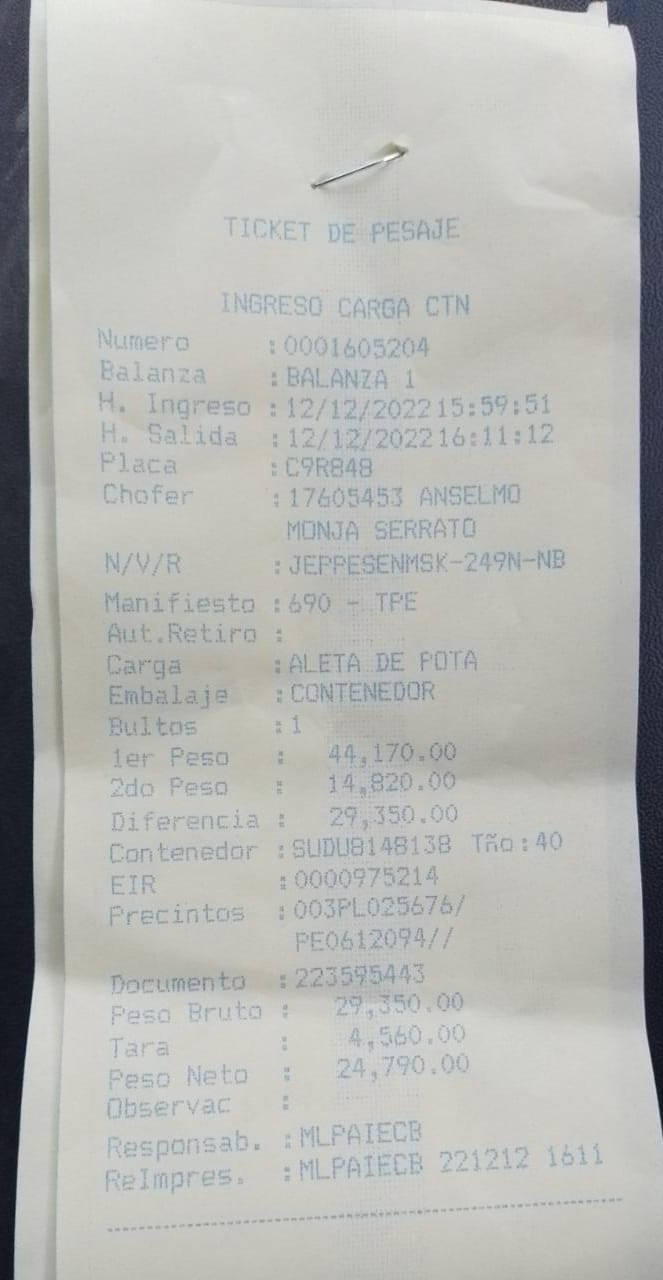 TICKET DE PESAJE
INGRESO CARGA CTN
Numero :0001605204
Balanza :BALANZA 1
H. Ingreso :12/12/2022 15:59:51
H. Salida :12/12/2022 16:11:12
Placa :C9R848
Chofer :17605453 ANSELMO
MONJA SERRATO
N/V/R :JEPPESENMSK-249N-NB
Manifiesto :690 - TPE
Aut.Retiro :
Carga :ALETA DE POTA
Embalaje :CONTENEDOR
Bultos :1
1er Peso : 44,170.00
2do Peso : 14,820.00
Diferencia : 29,350.00
Contenedor :SUDU8148138 Tño:40
EIR :0000975214
Precintos :003PL025676/
PE0612094//
Documento :223595443
Peso Bruto : 29,350.00
Tara : 4,560.00
Peso Neto : 24,790.00
Observac :
Responsab. :MLPAIECB
ReImpres. :MLPAIECB 221212 1611